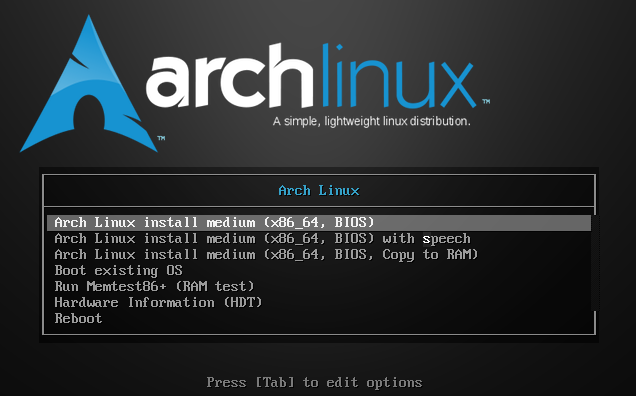 archlinux™
A simple, lightweight linux distribution.
™
Arch Linux
Arch Linux install medium (x86_64, BIOS)
Arch Linux install medium (x86_64, BIOS) with speech
Arch Linux install medium (x86_64, BIOS, Copy to RAM)
Boot existing OS
Run Memtest86+ (RAM test)
Hardware Information (HDT)
Reboot
Press [Tab] to edit options